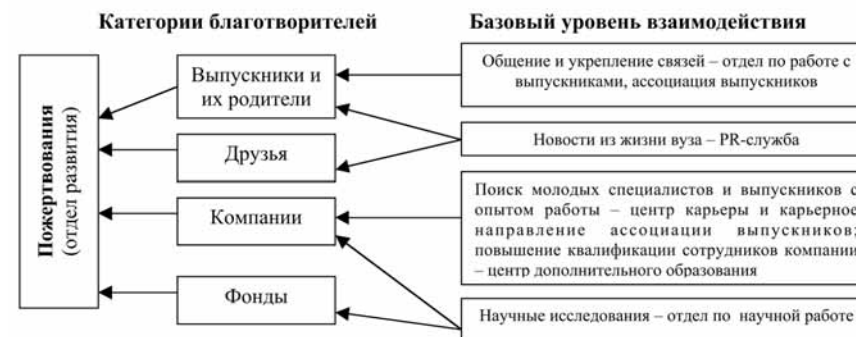 Категории благотворителей
Базовый уровень взаимодействия
Пожертвования
(отдел развития)
Выпускники и
их родители
Друзья
Компании
Фонды
Общение и укрепление связей – отдел по работе с
выпускниками, ассоциация выпускников
Новости из жизни вуза – PR-служба
Поиск молодых специалистов и выпускников с
опытом работы – центр карьеры и карьерное
направление ассоциации выпускников;
повышение квалификации сотрудников компании
– центр дополнительного образования
Научные исследования – отдел по научной работе